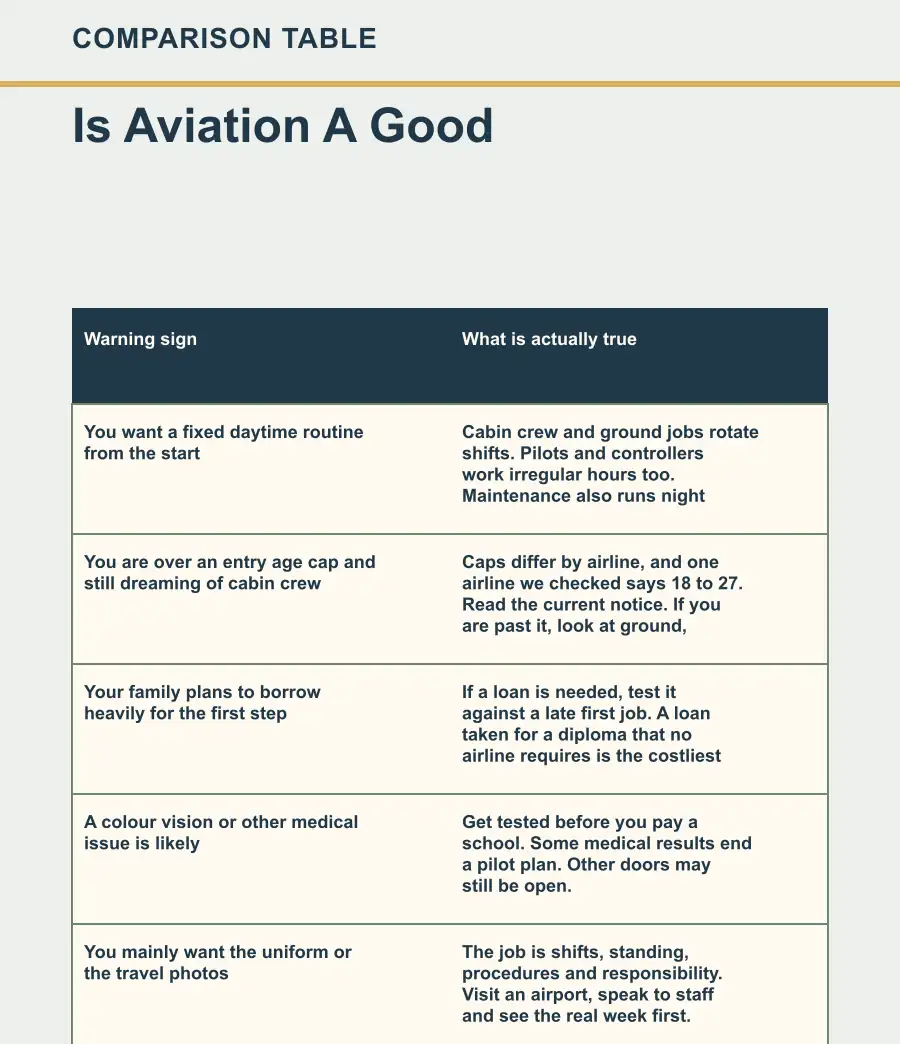 COMPARISON TABLE
Is Aviation A Good
Warning sign
What is actually true
You want a fixed daytime routine
from the start
Cabin crew and ground jobs rotate
shifts. Pilots and controllers
work irregular hours too.
Maintenance also runs night
You are over an entry age cap and
still dreaming of cabin crew
Caps differ by airline, and one
airline we checked says 18 to 27.
Read the current notice. If you
are past it, look at ground,
Your family plans to borrow
heavily for the first step
If a loan is needed, test it
against a late first job. A loan
taken for a diploma that no
airline requires is the costliest
A colour vision or other medical
issue is likely
Get tested before you pay a
school. Some medical results end
a pilot plan. Other doors may
still be open.
You mainly want the uniform or
the travel photos
The job is shifts, standing,
procedures and responsibility.
Visit an airport, speak to staff
and see the real week first.